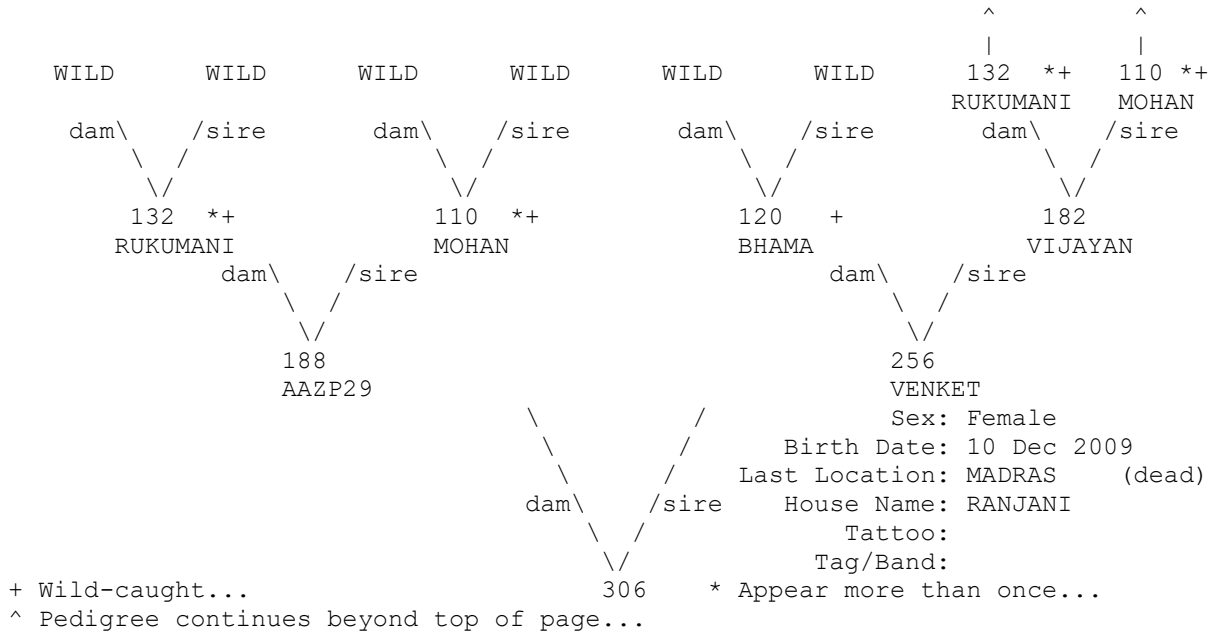 ^ ^
| |
WILD WILD WILD WILD WILD WILD 132 *+ 110 *+
RUKUMANI MOHAN
dam\ /sire dam\ /sire dam\ /sire dam\ /sire
\ / \ / \ / \ /
\/ \/ \/ \/
132 *+ 110 *+ 120 + 182
RUKUMANI MOHAN BHAMA VIJAYAN
dam\ /sire dam\ /sire
\ / \ /
\/ \/
188 256
AAZP29 VENKET
\ / Sex: Female
\ / Birth Date: 10 Dec 2009
\ / Last Location: MADRAS (dead)
dam\ /sire House Name: RANJANI
\ / Tattoo:
\/ Tag/Band:
+ Wild-caught... 306 * Appear more than once...
^ Pedigree continues beyond top of page...